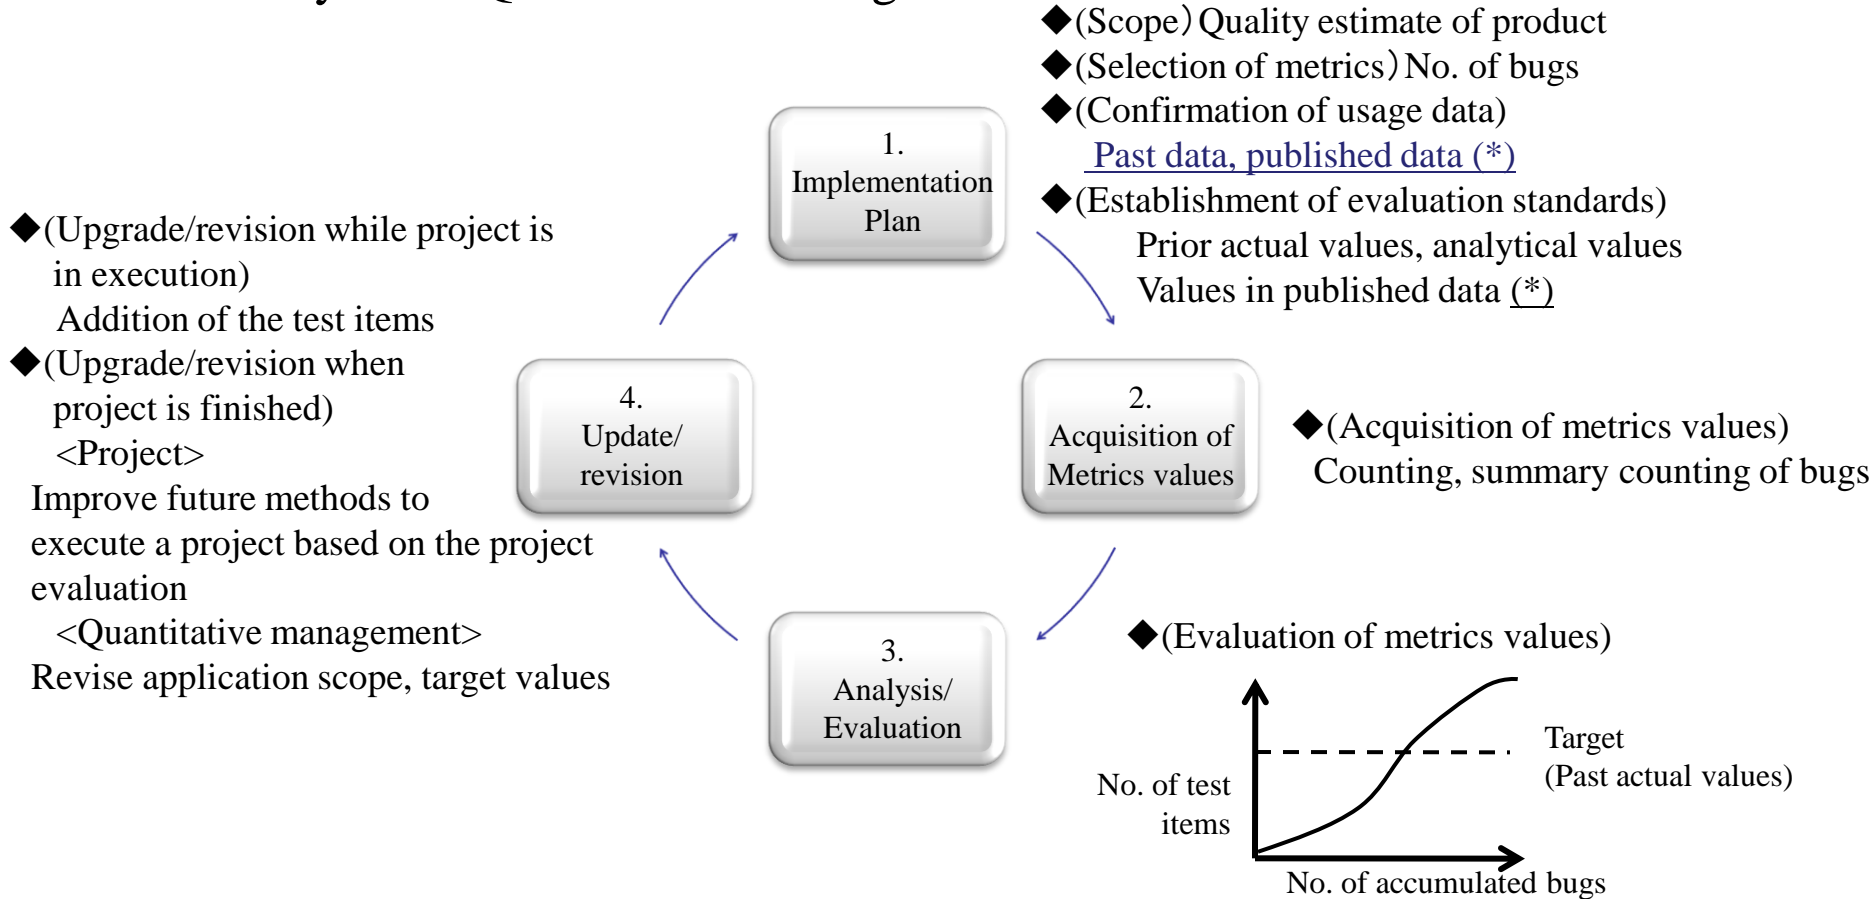 ◆(Scope)Quality estimate of product
◆(Selection of metrics)No. of bugs
◆(Confirmation of usage data)
Past data, published data (*)
◆(Establishment of evaluation standards)
Prior actual values, analytical values
Values in published data (*)
1.
Implementation
Plan
2.
Acquisition of
Metrics values
◆(Acquisition of metrics values)
Counting, summary counting of bugs
3.
Analysis/
Evaluation
◆(Evaluation of metrics values)
No. of test
items
Target
(Past actual values)
No. of accumulated bugs
4.
Update/
revision
◆(Upgrade/revision while project is
in execution)
Addition of the test items
◆(Upgrade/revision when
project is finished)
<Project>
Improve future methods to
execute a project based on the project
evaluation
<Quantitative management>
Revise application scope, target values